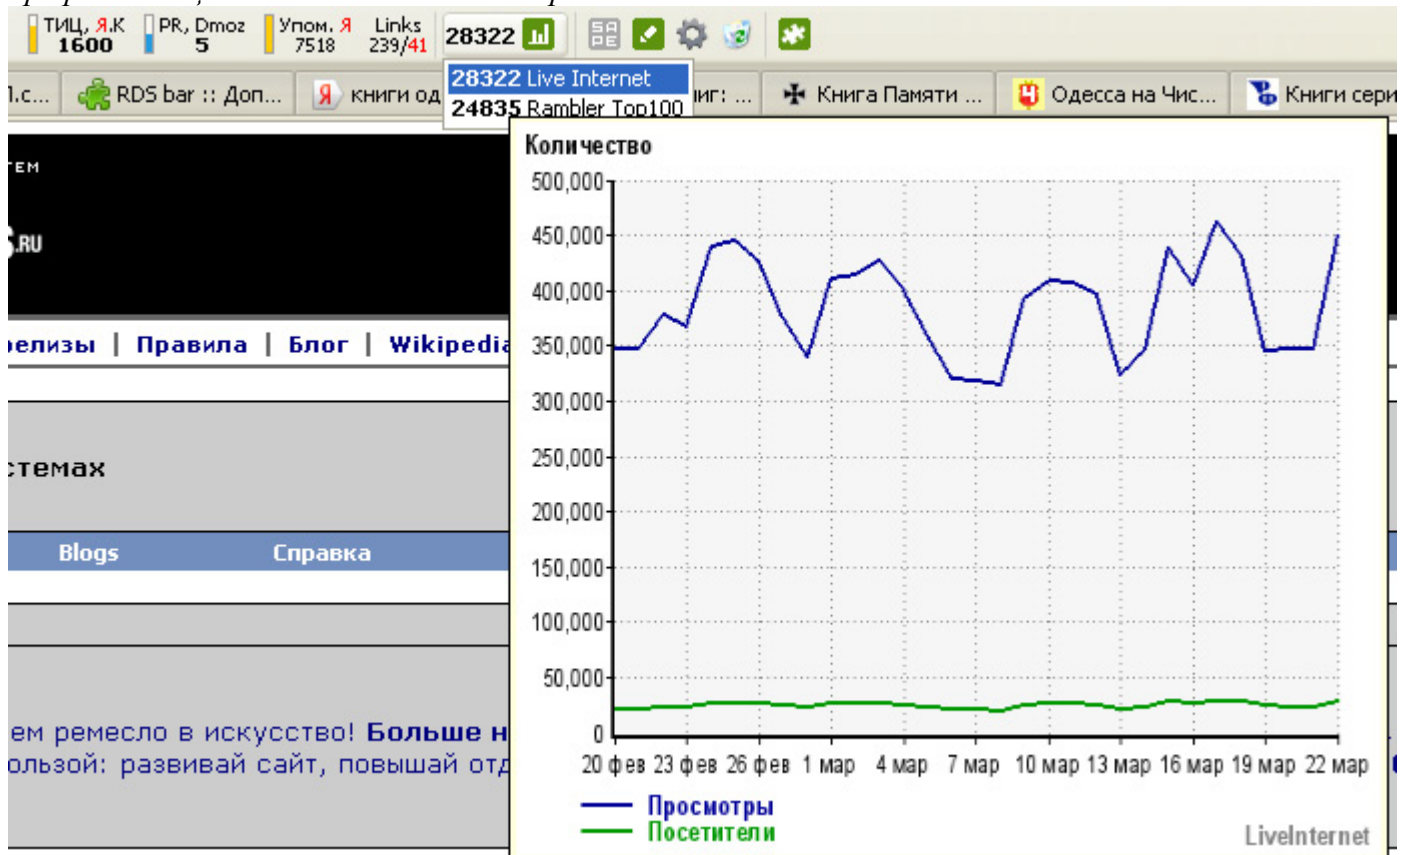 ТИЦ, Я.К PR, Dmoz Упом. Я Links
1600 5 7518 239/41 28322
28322 Live Internet
24835 Rambler Top100
RDS bar :: Доп... книги од иг: ... Книга Памяти ... Одесса на Чис... Книги сери
.RU
Правила | Блог | Wikipedia
Blogs Справка
ем ремесло в искусство! Больше н
развивай сайт, повышай
Количество
500,000
450,000
400,000
350,000
300,000
250,000
200,000
150,000
100,000
50,000
0
20 фев 23 фев 26 фев 1 мар 4 мар 7 мар 10 мар 13 мар 16 мар 19 мар 22 мар
Просмотры
Посетители
LiveInternet